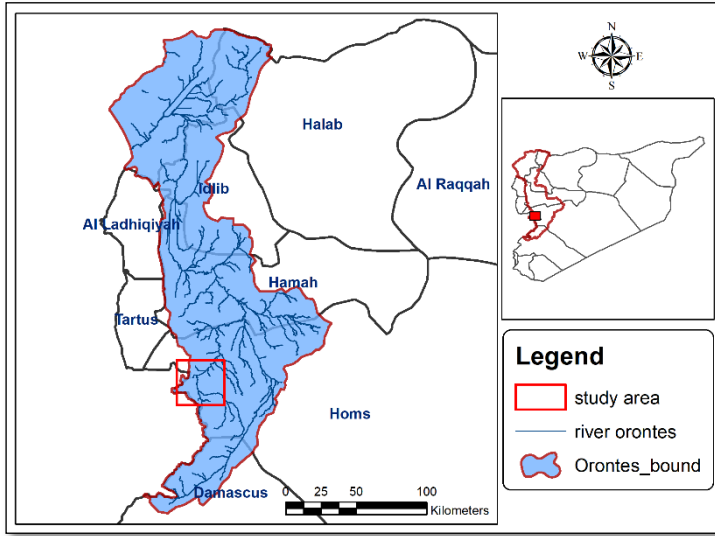 Halab
Al Raqqah
Idlib
Al Ladhiqiyah
Hamah
Tartus
Homs
Damascus
0 25 50 100
Kilometers
N
W E
S
Legend
study area
river orontes
Orontes_bound